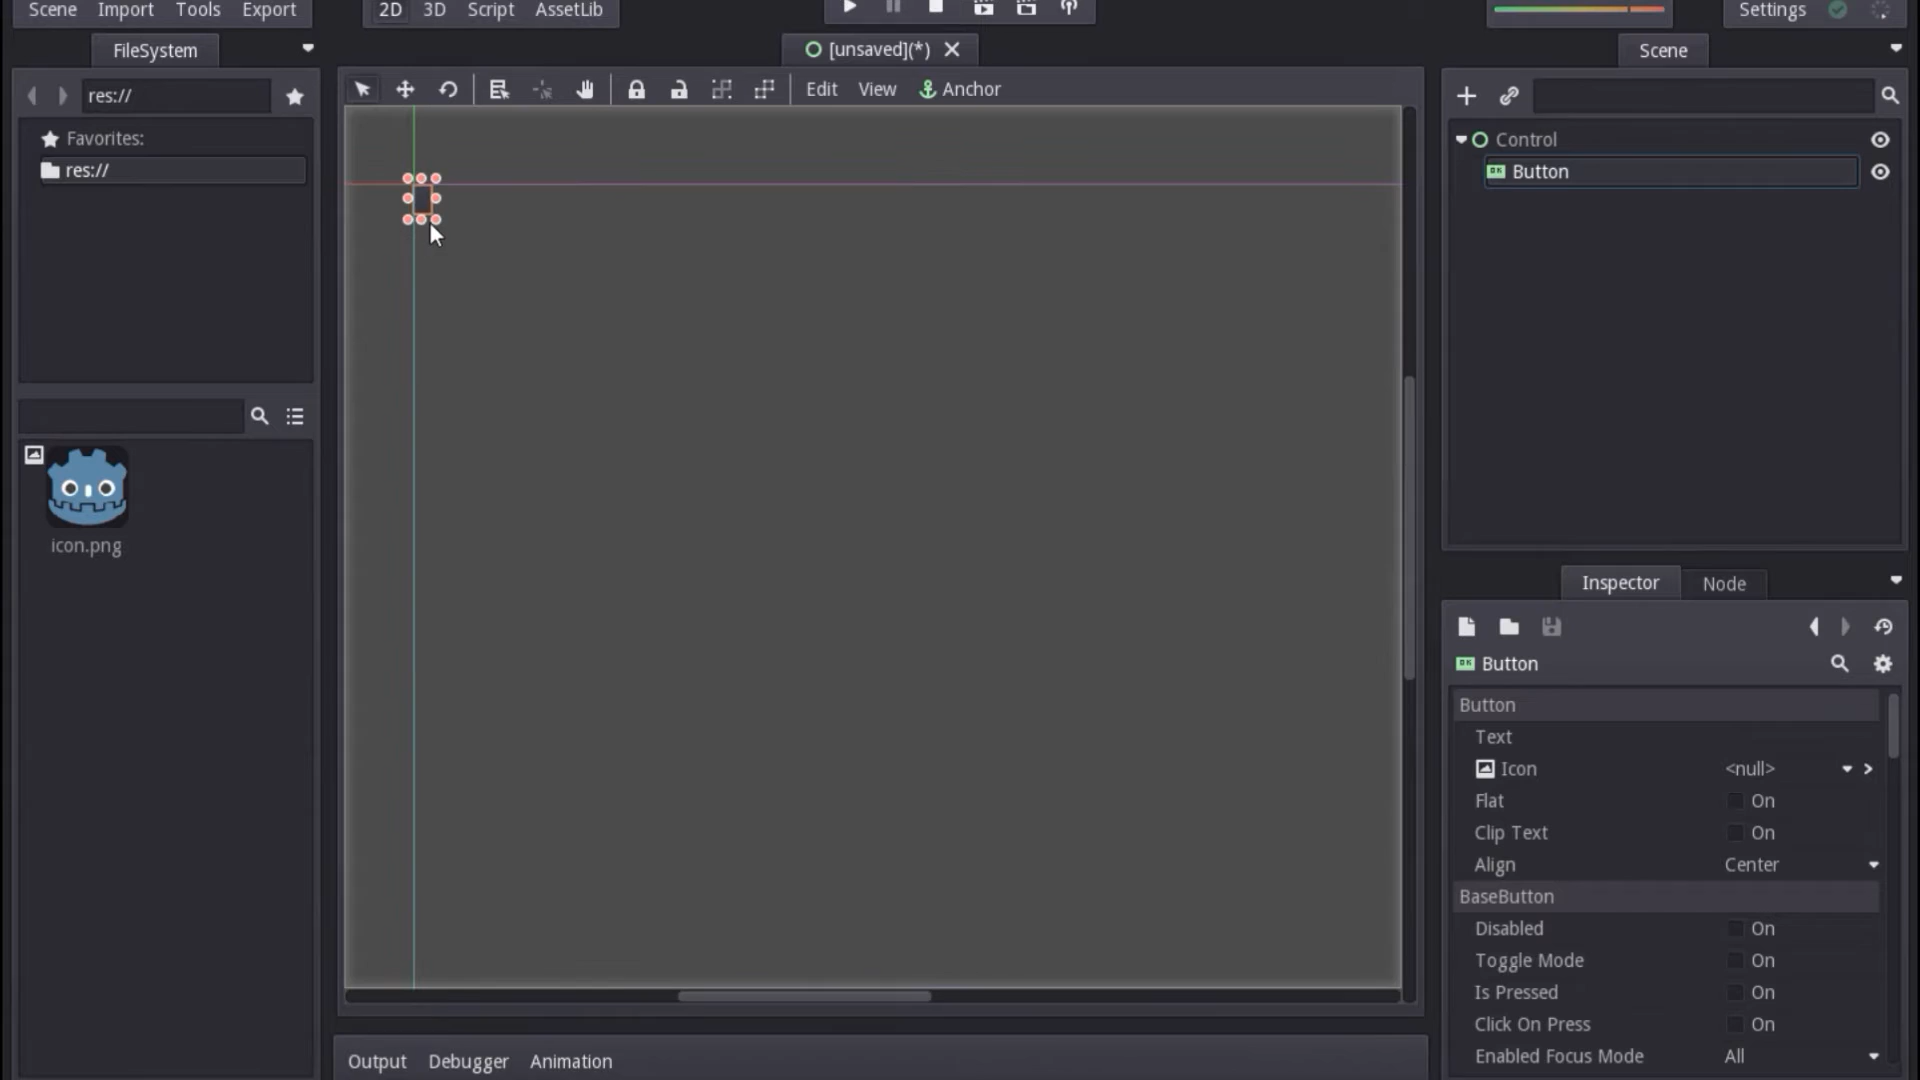 Scene Import Tools Export 2D 3D Script AssetLib Settings
FileSystem [unsaved](*) Scene
res:// Edit View Anchor
Favorites: Control
res:// Button
icon.png
Inspector Node
Button
Button
Text
Icon <null>
Flat On
Clip Text On
Align Center
BaseButton
Disabled On
Toggle Mode On
Is Pressed On
Click On Press On
Enabled Focus Mode All
Output Debugger Animation